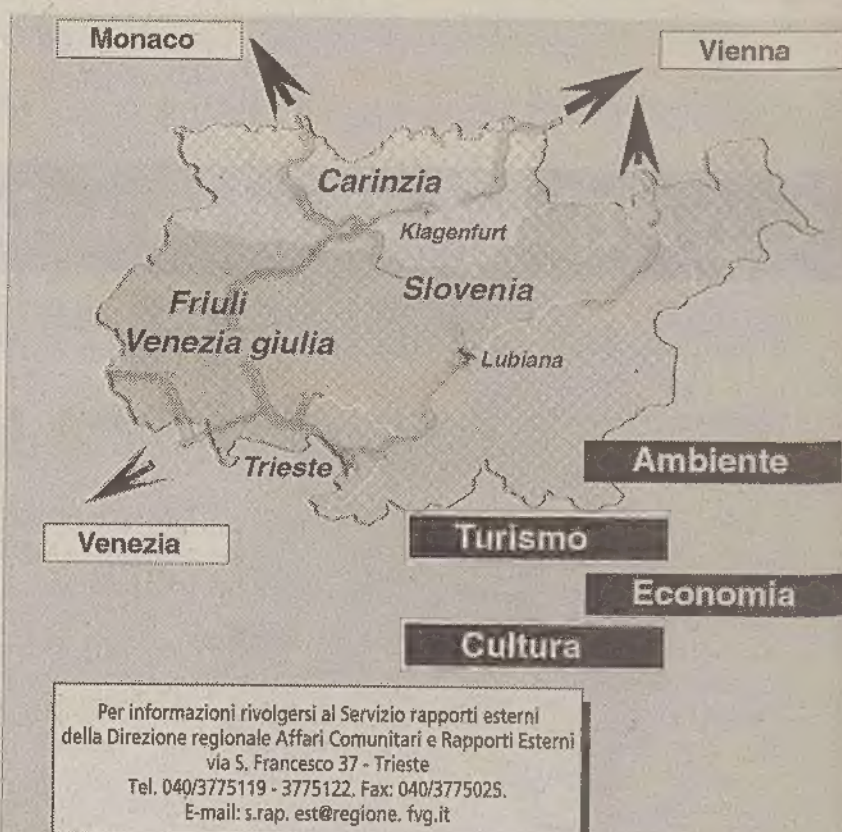 Monaco
Vienna
Carinzia
Klagenfurt
Slovenia
Friuli
Venezia giulia
Lubiana
Trieste
Ambiente
Venezia
Turismo
Economia
Cultura
Per informazioni rivolgersi al Servizio rapporti esterni
della Direzione regionale Affari Comunitari e Rapporti Esterni
via S. Francesco 37 - Trieste
Tel. 040/3775119 - 3775122. Fax: 040/3775025.
E-mail: s.rap. est@regione. fvg.it